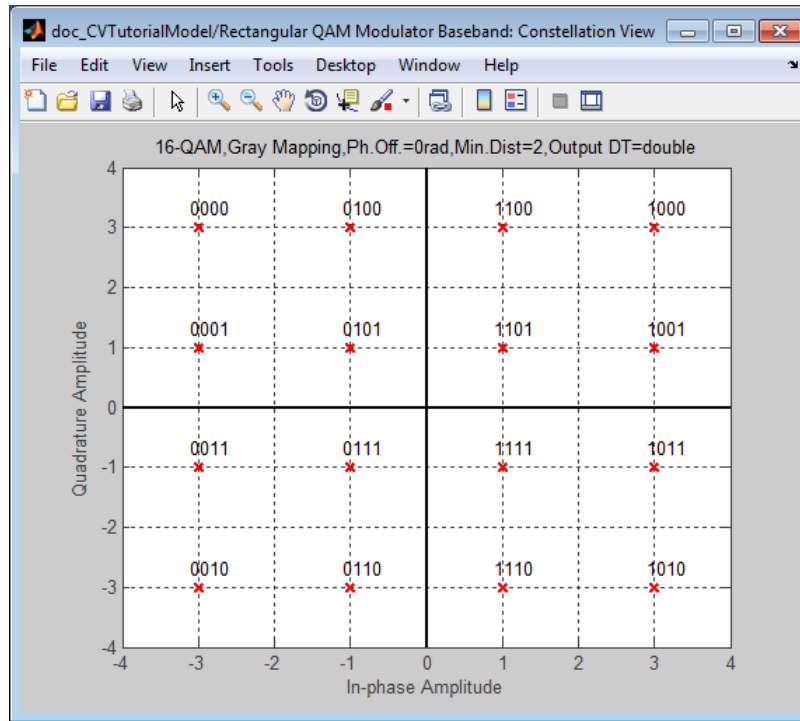 doc_CVTutorialModel/Rectangular QAM Modulator Baseband: Constellation View
File Edit View Insert Tools Desktop Window Help
16-QAM,Gray Mapping,Ph.Off.=0rad,Min.Dist=2,Output DT=double
4
0000 0100 1100 1000
3
2
0001 0101 1101 1001
1
Quadrature Amplitude
0
0011 0111 1111 1011
-1
-2
0010 0110 1110 1010
-3
-4
-4 -3 -2 -1 0 1 2 3 4
In-phase Amplitude